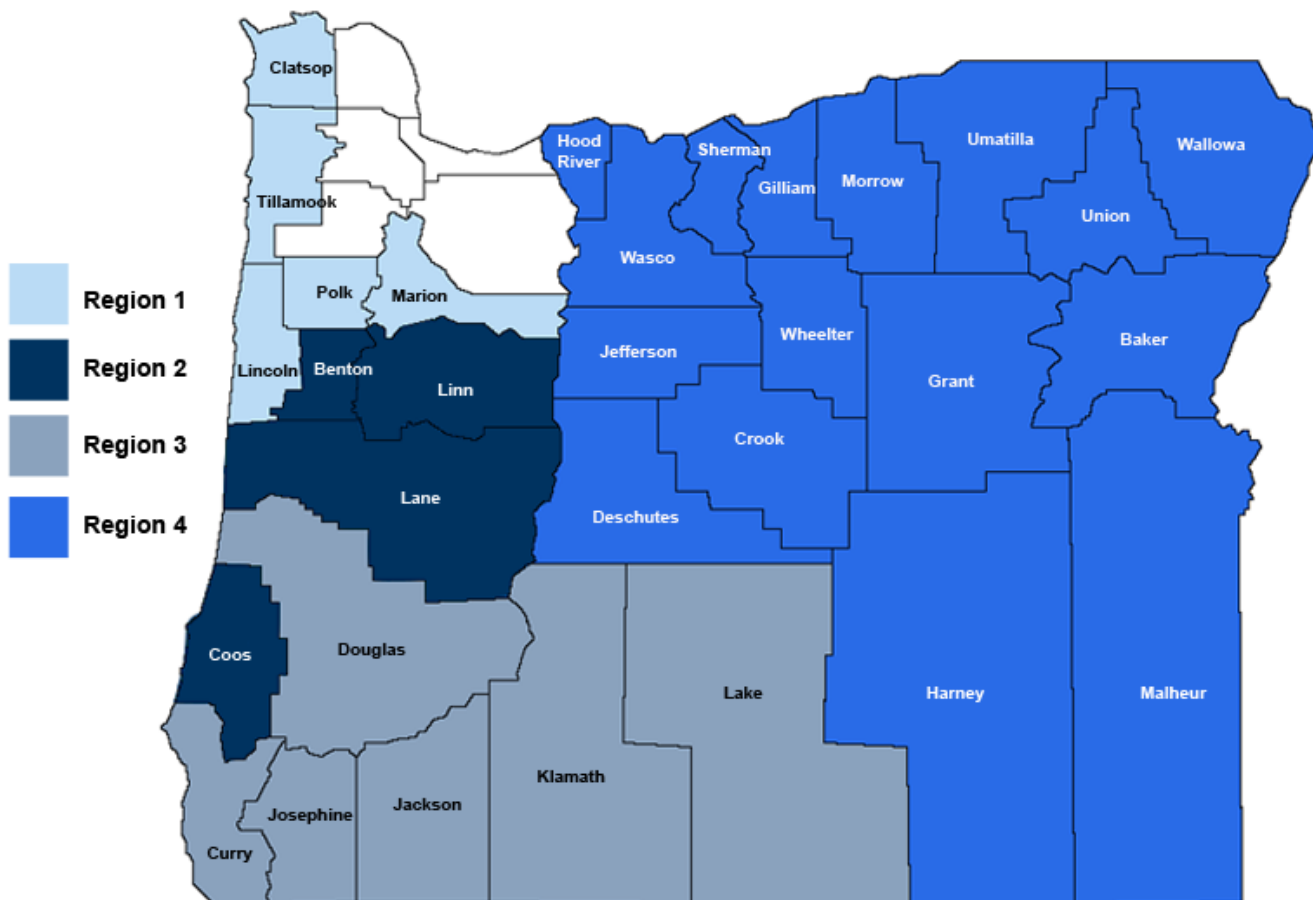 Clatsop
Tillamook
Hood
River
Sherman
Gilliam
Morrow
Umatilla
Wallowa
Union
Wasco
Polk
Marion
Region 1
Region 2
Region 3
Region 4
Lincoln
Benton
Linn
Jefferson
Wheelter
Grant
Baker
Crook
Lane
Deschutes
Coos
Douglas
Lake
Harney
Malheur
Klamath
Jackson
Josephine
Curry